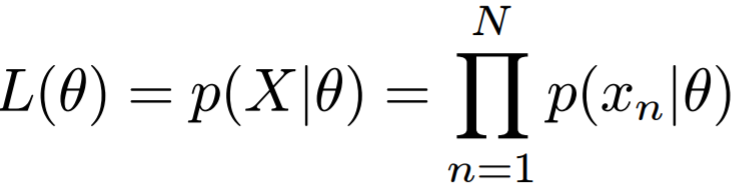 L(θ) = p(X|θ) = ∏_{n=1}^{N} p(x_n|θ)